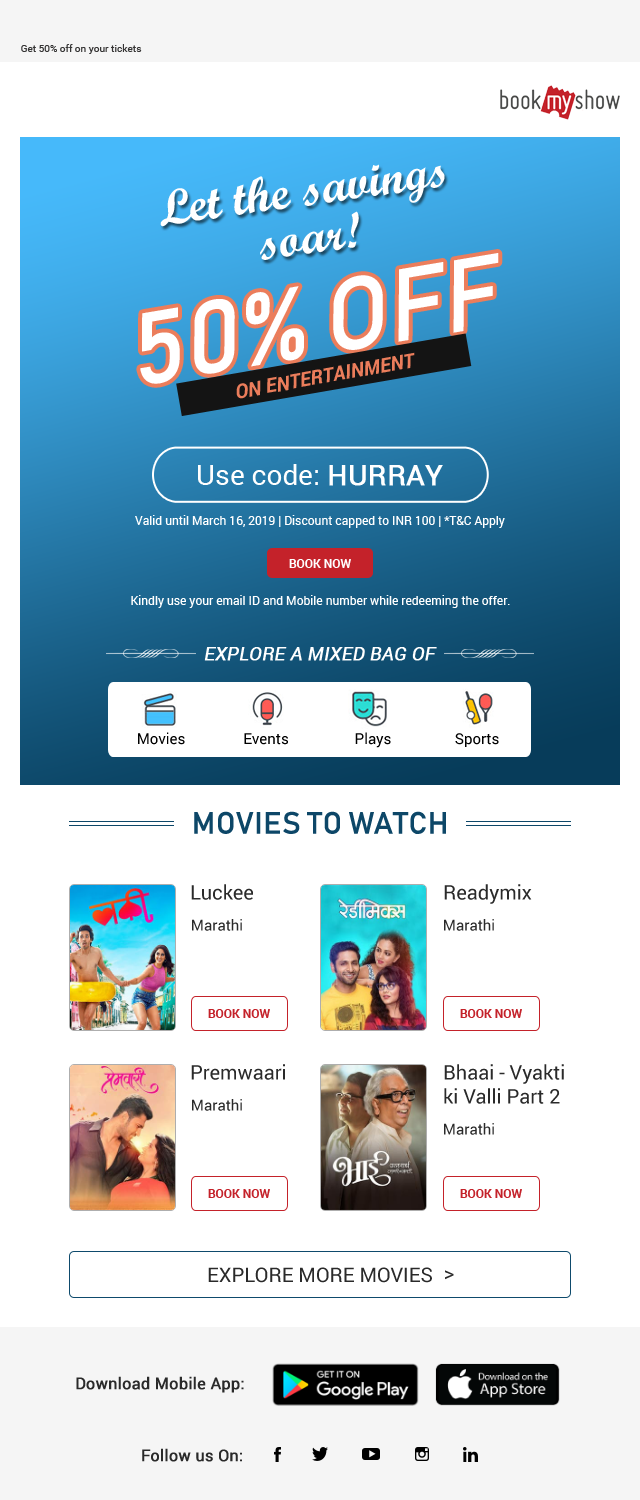 Get 50% off on your tickets
bookmyshow
Let the savings
soar!
50% OFF
ON ENTERTAINMENT
Use code: HURRAY
Valid until March 16, 2019 | Discount capped to INR 100 | *T&C Apply
BOOK NOW
Kindly use your email ID and Mobile number while redeeming the offer.
EXPLORE A MIXED BAG OF
Movies Events Plays Sports
MOVIES TO WATCH
लकी
Luckee
Marathi
BOOK NOW
रेडीमिक्स
Readymix
Marathi
BOOK NOW
प्रेमवारी
Premwaari
Marathi
BOOK NOW
भाई
Bhaai - Vyakti
ki Valli Part 2
Marathi
BOOK NOW
EXPLORE MORE MOVIES >
Download Mobile App:
GET IT ON
Google Play
Download on the
App Store
Follow us On: